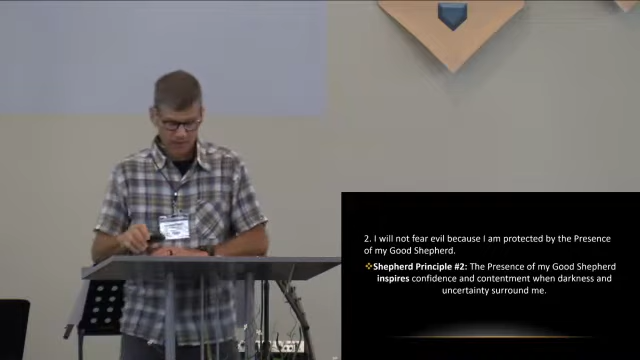 2. I will not fear evil because I am protected by the Presence
of my Good Shepherd.
❖Shepherd Principle #2: The Presence of my Good Shepherd
inspires confidence and contentment when darkness and
uncertainty surround me.